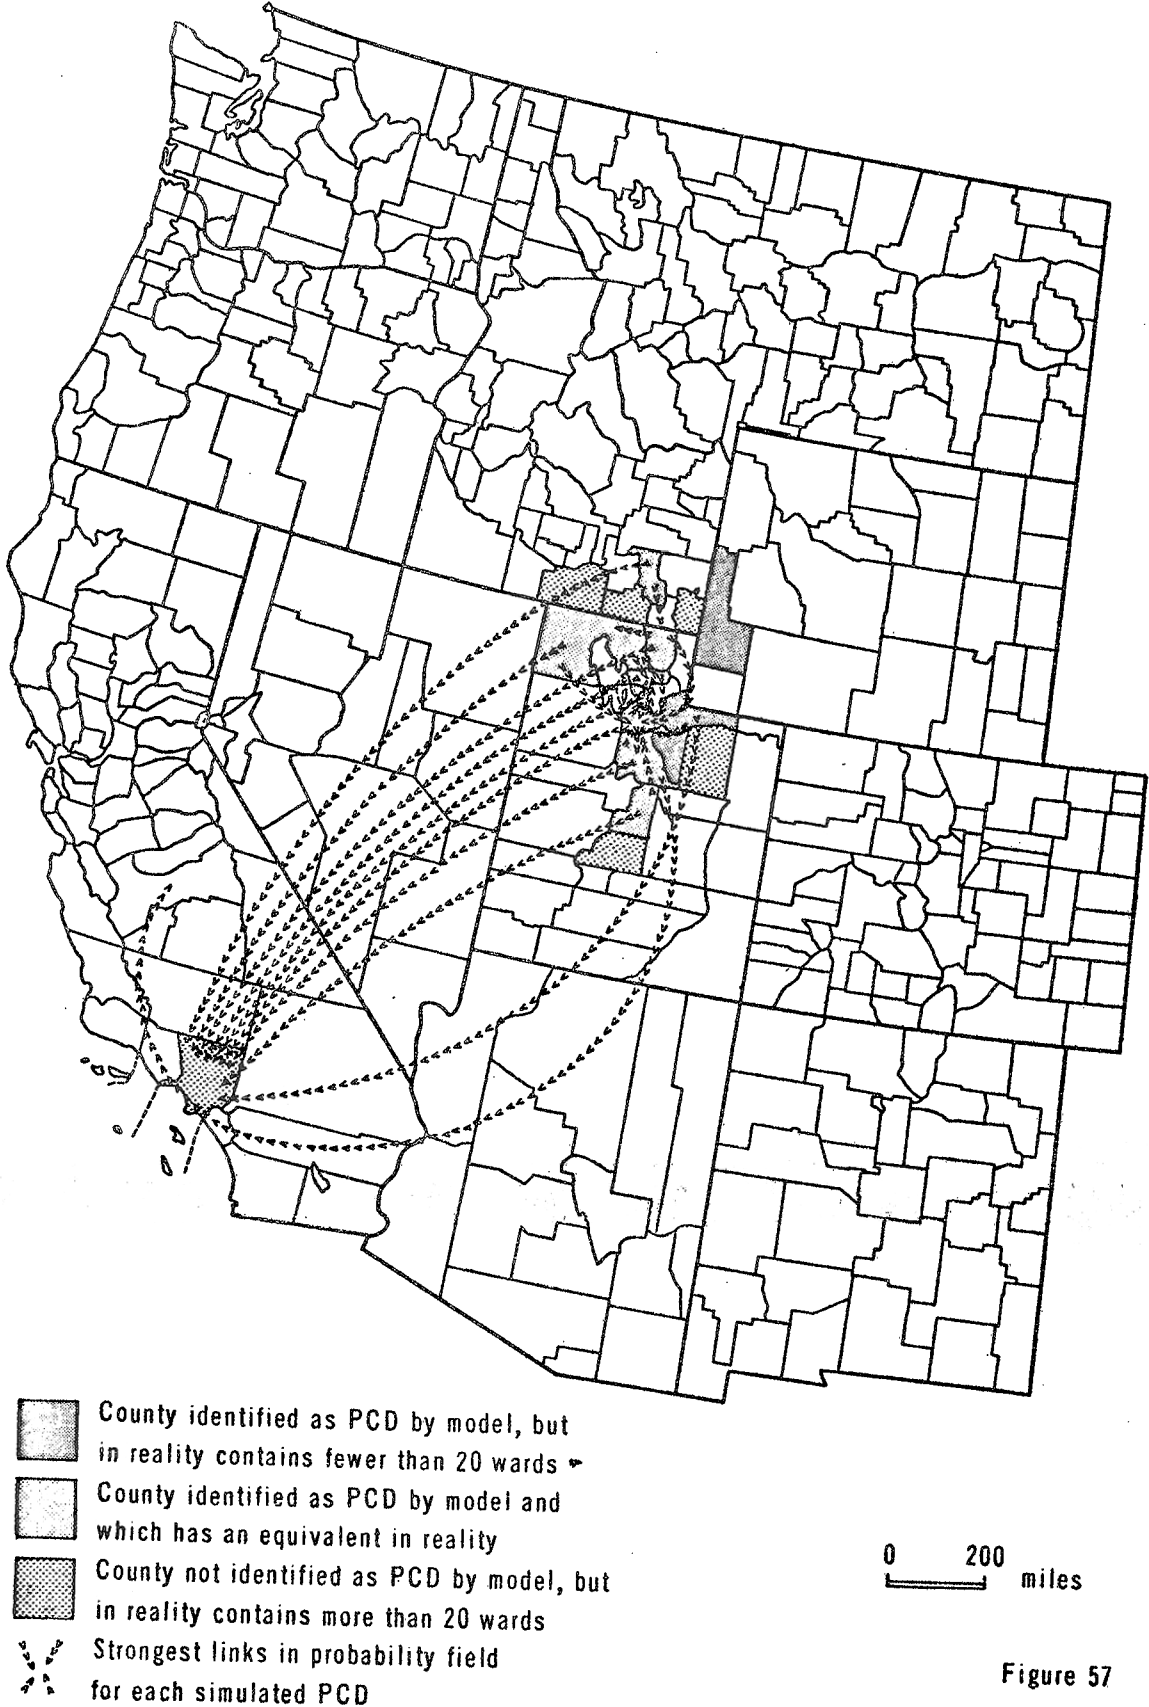 County identified as PCD by model, but
in reality contains fewer than 20 wards
County identified as PCD by model and
which has an equivalent in reality
County not identified as PCD by model, but
in reality contains more than 20 wards
Strongest links in probability field
for each simulated PCD
0 200
miles
Figure 57